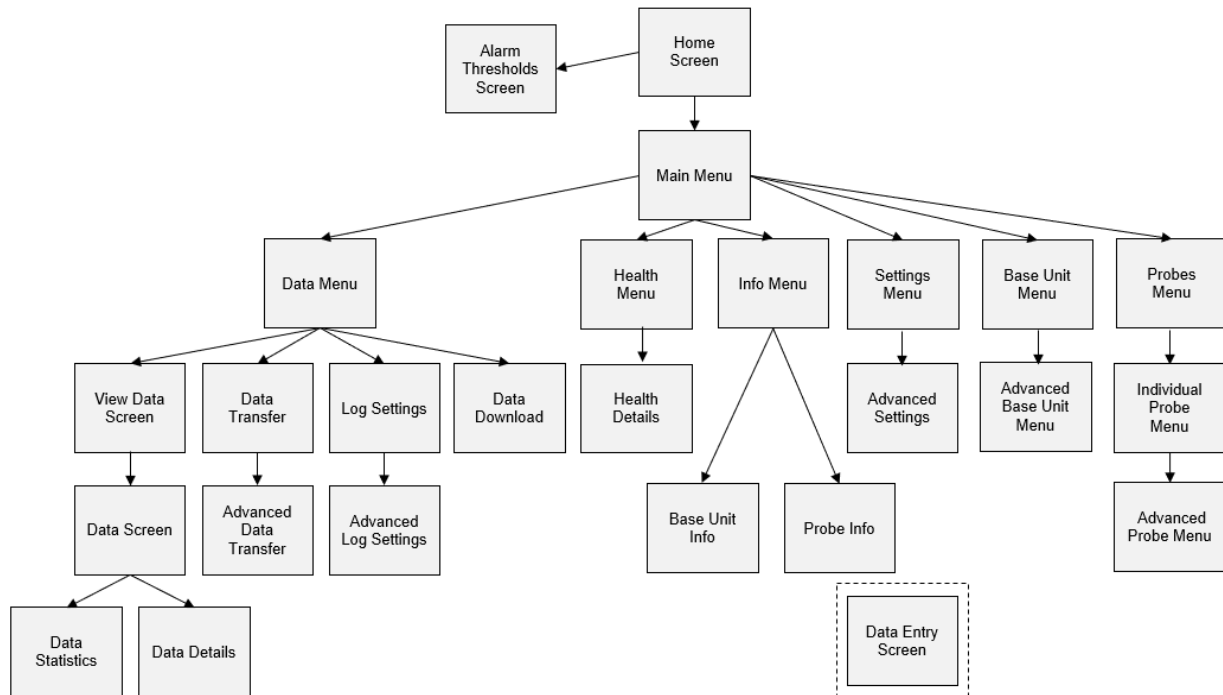 Home
Screen
Alarm
Thresholds
Screen
Main Menu
Data Menu
Health
Menu
Info Menu
Settings
Menu
Base Unit
Menu
Probes
Menu
View Data
Screen
Data
Transfer
Log Settings
Data
Download
Health
Details
Advanced
Settings
Advanced
Base Unit
Menu
Individual
Probe
Menu
Data Screen
Advanced
Data
Transfer
Advanced
Log Settings
Base Unit
Info
Probe Info
Advanced
Probe Menu
Data
Statistics
Data Details
Data Entry
Screen